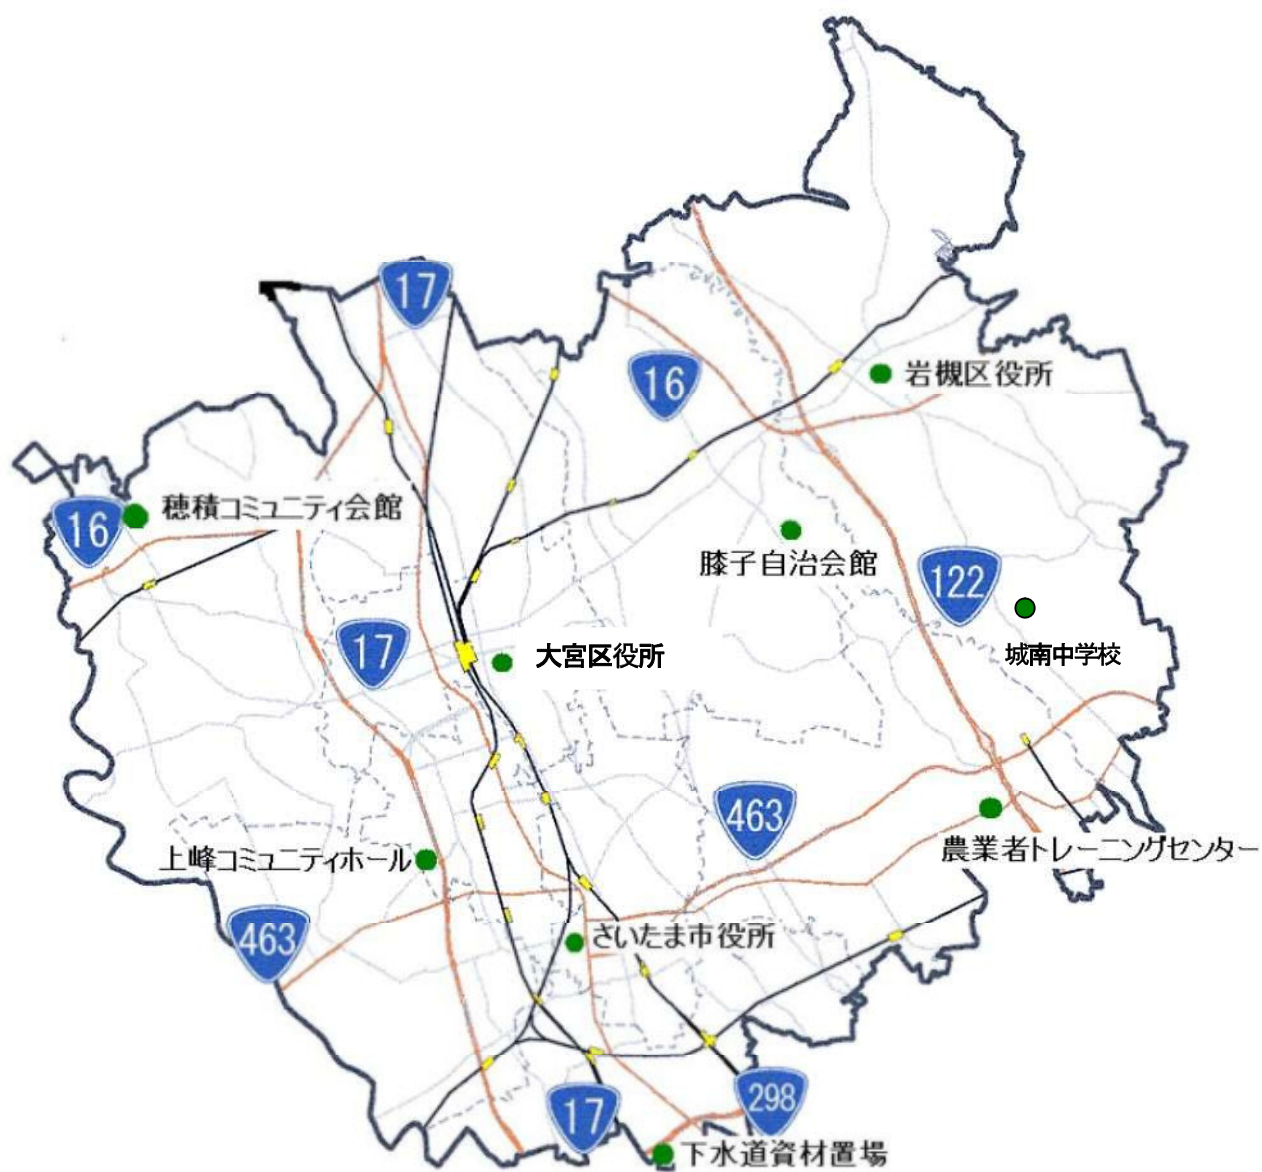 17
16
岩槻区役所
穂積コミュニティ会館
16
膝子自治会館
122
17
大宮区役所
城南中学校
463
上峰コミュニティホール
農業者トレーニングセンター
463
さいたま市役所
17
298
下水道資材置場